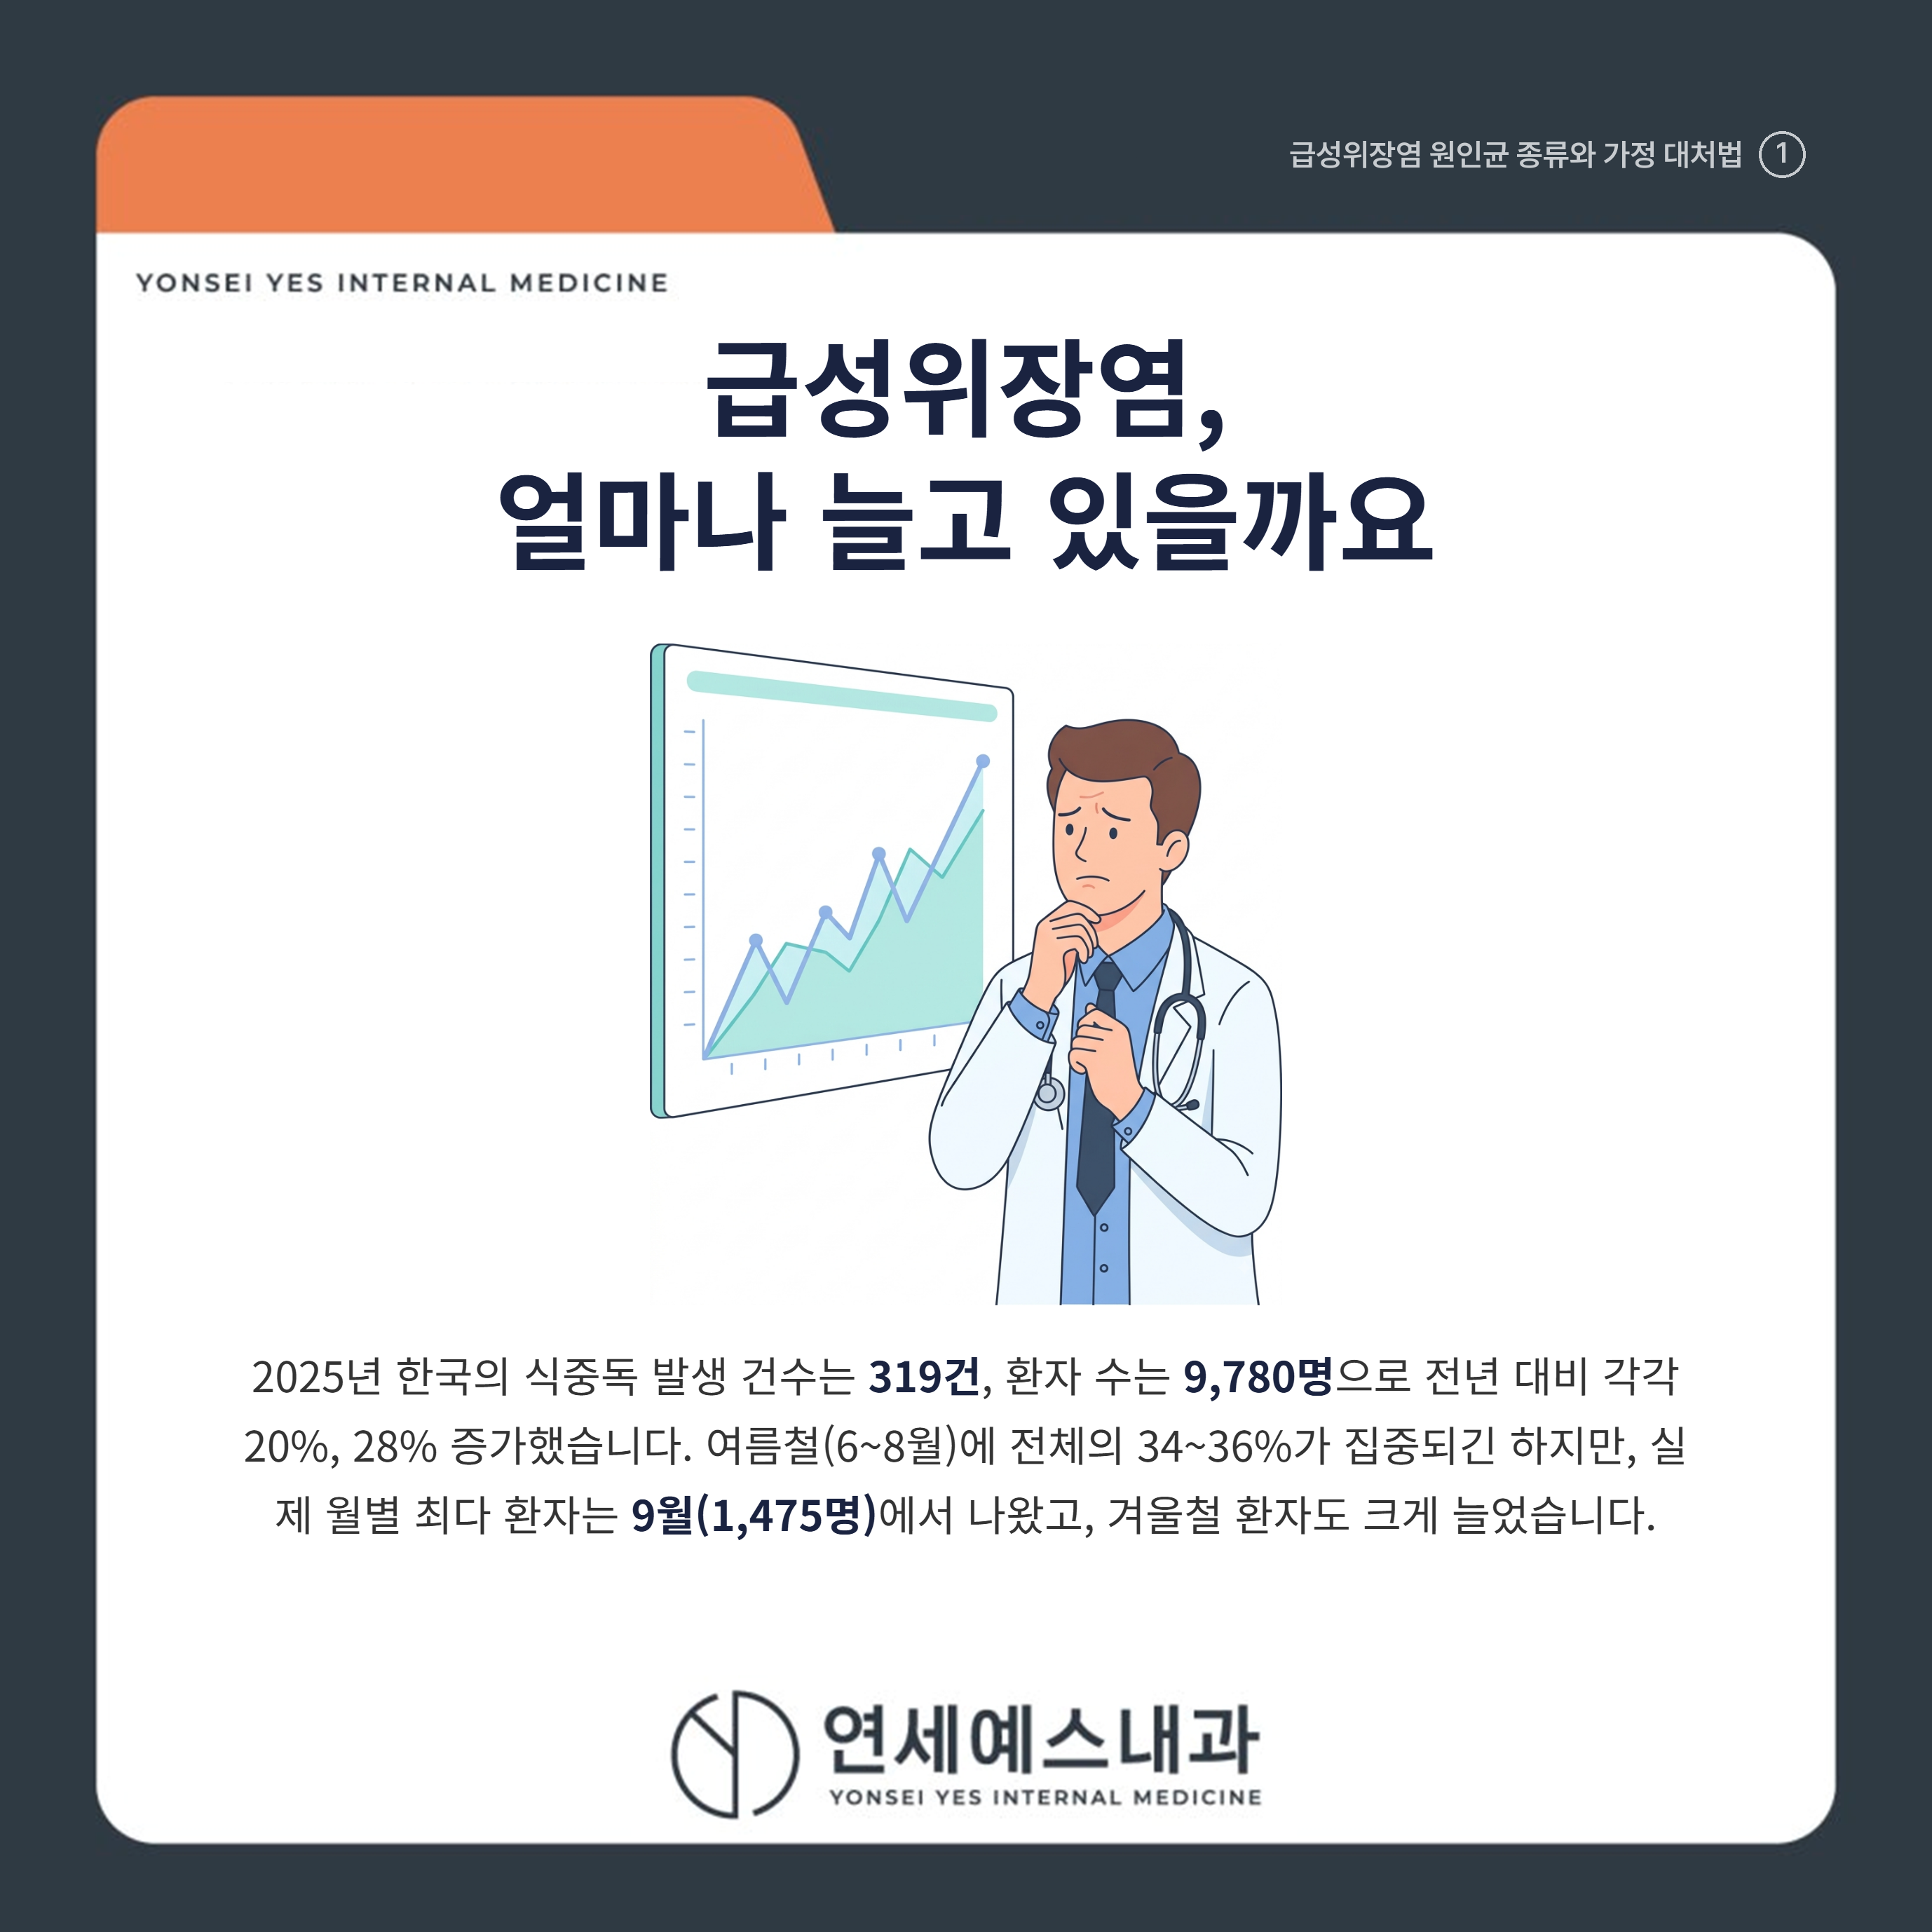 급성위장염 원인균 종류와 가정 대처법 1
YONSEI YES INTERNAL MEDICINE
급성위장염,
얼마나 늘고 있을까요
2025년 한국의 식중독 발생 건수는 319건, 환자 수는 9,780명으로 전년 대비 각각
20%, 28% 증가했습니다. 여름철(6~8월)에 전체의 34~36%가 집중되긴 하지만, 실
제 월별 최다 환자는 9월(1,475명)에서 나왔고, 겨울철 환자도 크게 늘었습니다.
연세예스내과
YONSEI YES INTERNAL MEDICINE